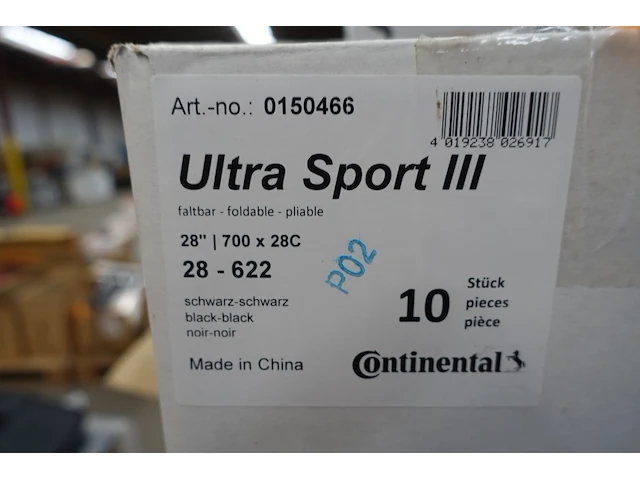 Art.-no.: 0150466
4 019238 026917
Ultra Sport III
faltbar - foldable - pliable
28" | 700 x 28C
28 - 622
P02
schwarz-schwarz
black-black
noir-noir
10
Stück
pieces
pièce
Made in China
Continental